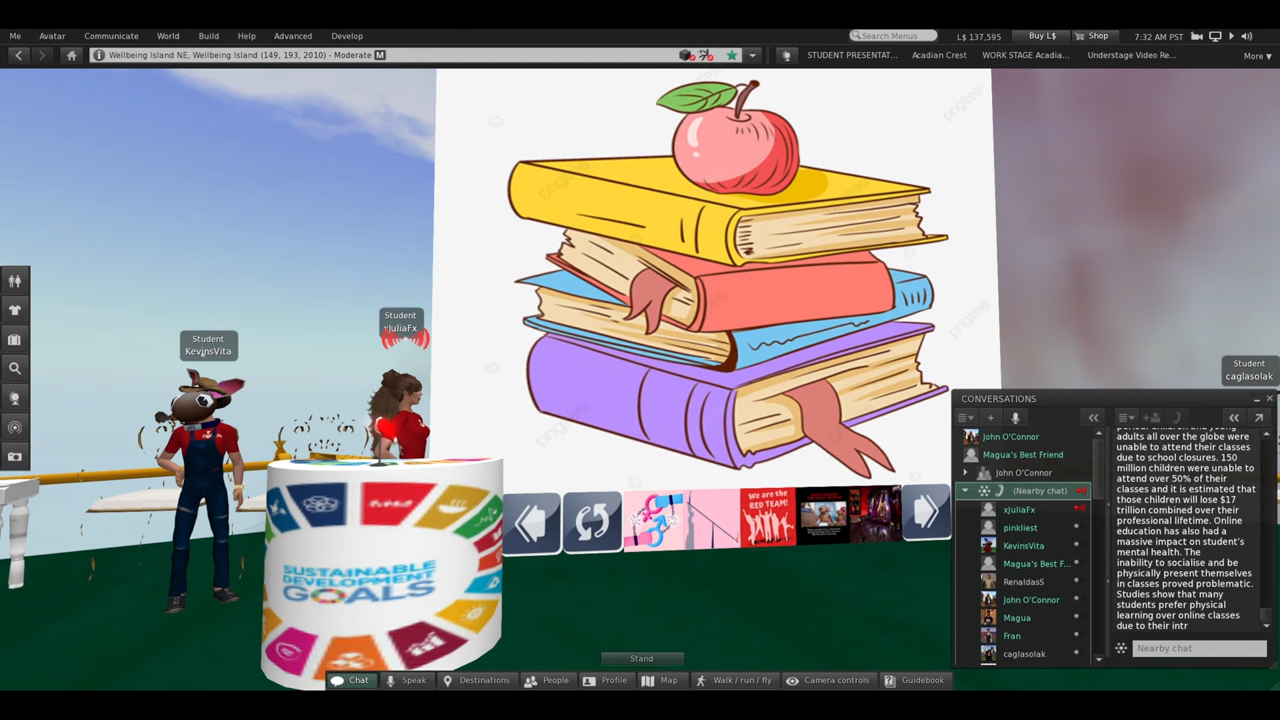 Me Avatar Communicate World Build Help Advanced Develop
Search Menus
L$ 137,595 Buy L$ Shop 7:32 AM PST
Wellbeing Island NE, Wellbeing Island (149, 193, 2010) - Moderate M
STUDENT PRESENTAT... Acadian Crest WORK STAGE Acadia... Understage Video Re... More
pngtree
pngtree
pngtree
pngtree
pngtree
Student
KevinsVita
Student
xJuliaFx
Student
caglasolak
We are the
RED TEAM!
SUSTAINABLE
DEVELOPMENT
GOALS
CONVERSATIONS
John O'Connor
Magua's Best Friend
John O'Connor
(Nearby chat)
xJuliaFx
pinkliest
KevinsVita
Magua's Best F...
RenaldasS
John O'Connor
Magua
Fran
caglasolak
adults all over the globe were
unable to attend their classes
due to school closures. 150
million children were unable to
attend over 50% of their
classes and it is estimated that
those children will lose $17
trillion combined over their
professional lifetime. Online
education has also had a
massive impact on student's
mental health. The
inability to socialise and be
physically present themselves
in classes proved problematic.
Studies show that many
students prefer physical
learning over online classes
due to their intr
Nearby chat
Stand
Chat Speak Destinations People Profile Map Walk / run / fly Camera controls Guidebook